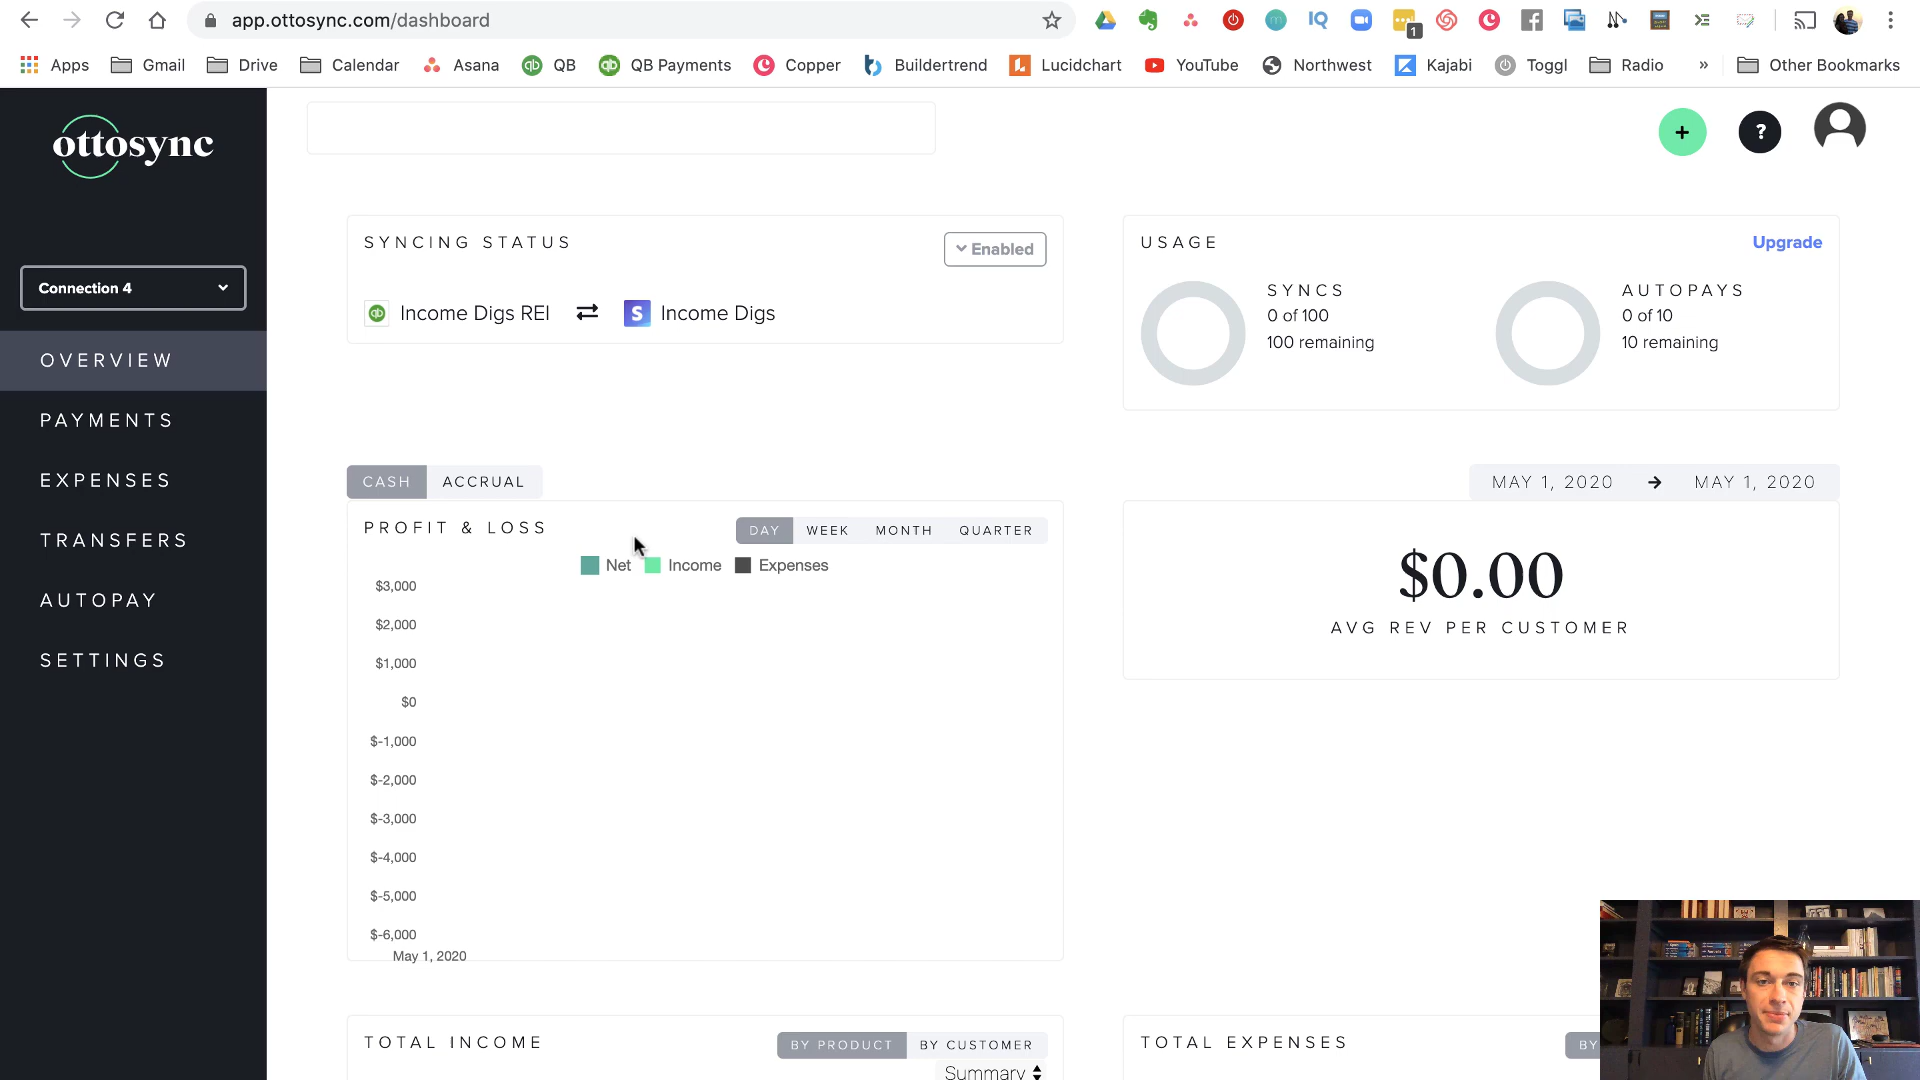 app.ottosync.com/dashboard
1
Apps Gmail Drive Calendar Asana QB QB Payments Copper Buildertrend Lucidchart YouTube Northwest Kajabi Toggl Radio » Other Bookmarks
ottosync
+ ?
Connection 4
OVERVIEW
PAYMENTS
EXPENSES
TRANSFERS
AUTOPAY
SETTINGS
SYNCING STATUS
Enabled
Income Digs REI
S Income Digs
USAGE
Upgrade
SYNCS
0 of 100
100 remaining
AUTOPAYS
0 of 10
10 remaining
CASH ACCRUAL
MAY 1, 2020 → MAY 1, 2020
PROFIT & LOSS
DAY WEEK MONTH QUARTER
Net Income Expenses
$3,000
$2,000
$1,000
$0
$-1,000
$-2,000
$-3,000
$-4,000
$-5,000
$-6,000
May 1, 2020
$0.00
AVG REV PER CUSTOMER
TOTAL INCOME
BY PRODUCT BY CUSTOMER
Summary
TOTAL EXPENSES
BY